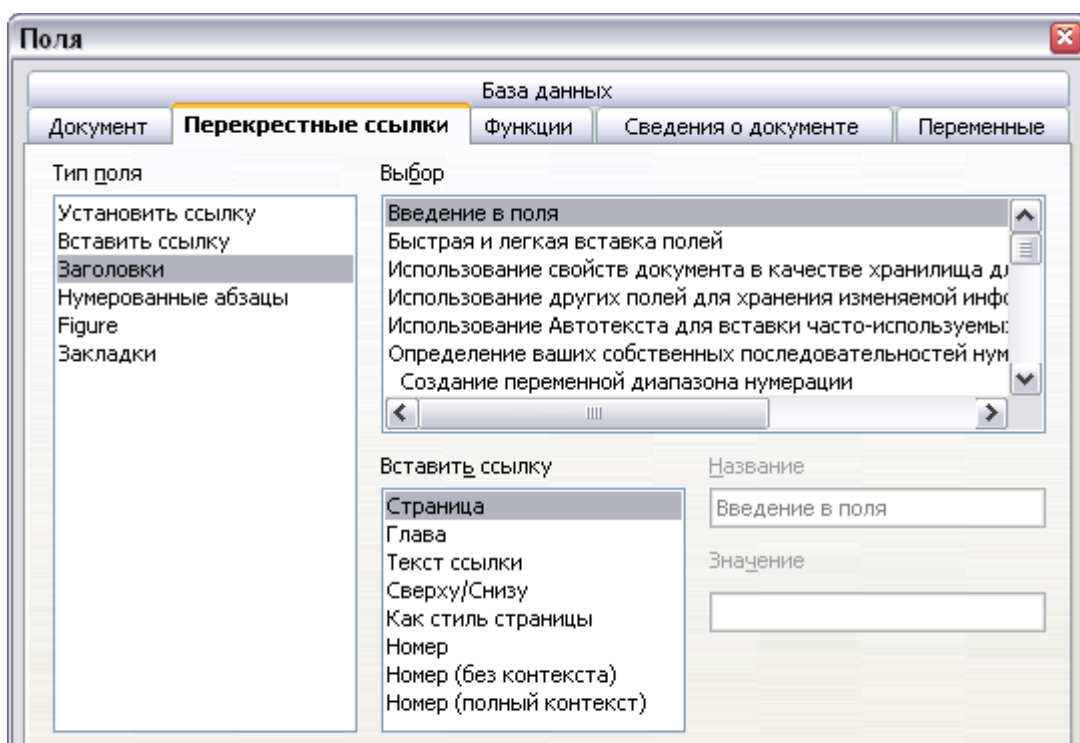 Поля
База данных
Документ Перекрестные ссылки Функции Сведения о документе Переменные
Тип поля
Установить ссылку
Вставить ссылку
Заголовки
Нумерованные абзацы
Figure
Закладки
Выбор
Введение в поля
Быстрая и легкая вставка полей
Использование свойств документа в качестве хранилища
Использование других полей для хранения изменяемой
Использование Автотекста для вставки часто-используемы
Определение ваших собственных последовательностей нум
Создание переменной диапазона нумерации
Вставить ссылку
Страница
Глава
Текст ссылки
Сверху/Снизу
Как стиль страницы
Номер
Номер (без контекста)
Номер (полный контекст)
Название
Введение в поля
Значение